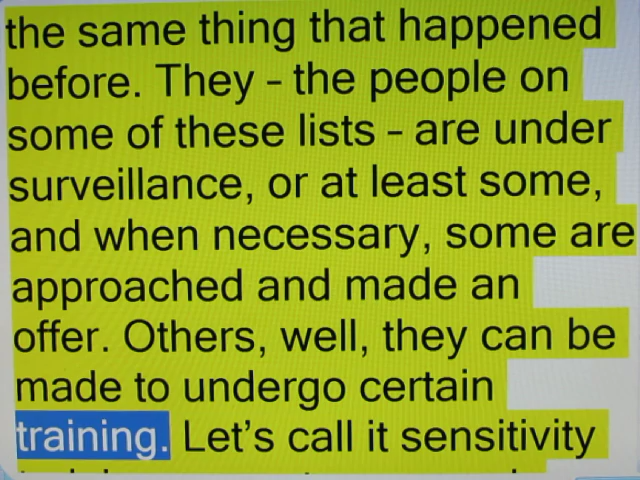 the same thing that happened
before. They – the people on
some of these lists – are under
surveillance, or at least some,
and when necessary, some are
approached and made an
offer. Others, well, they can be
made to undergo certain
training. Let’s call it sensitivity